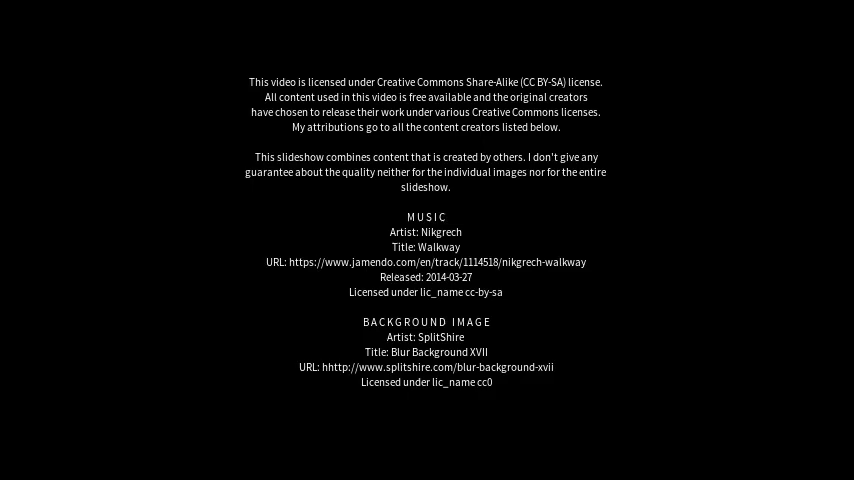 This video is licensed under Creative Commons Share-Alike (CC BY-SA) license.
All content used in this video is free available and the original creators
have chosen to release their work under various Creative Commons licenses.
My attributions go to all the content creators listed below.
This slideshow combines content that is created by others. I don't give any
guarantee about the quality neither for the individual images nor for the entire
slideshow.
MUSIC
Artist: Nikgrech
Title: Walkway
URL: https://www.jamendo.com/en/track/1114518/nikgrech-walkway
Released: 2014-03-27
Licensed under lic_name cc-by-sa
BACKGROUND IMAGE
Artist: SplitShire
Title: Blur Background XVII
URL: hhttp://www.splitshire.com/blur-background-xvii
Licensed under lic_name cc0